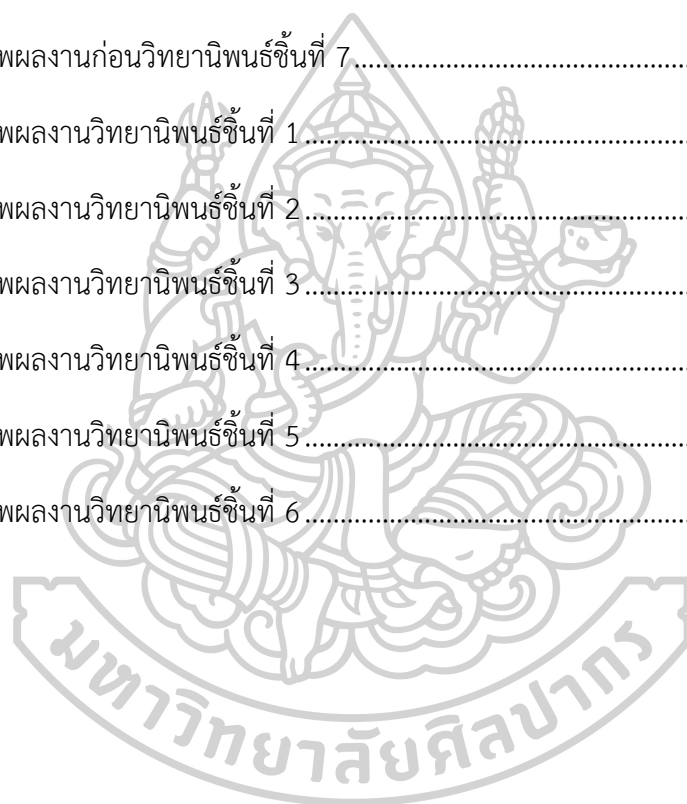 พผลงานก่อนวิทยานิพนธ์ชิ้นที่ 7
พผลงานวิทยานิพนธ์ชิ้นที่ 1
พผลงานวิทยานิพนธ์ชิ้นที่ 2
พผลงานวิทยานิพนธ์ชิ้นที่ 3
พผลงานวิทยานิพนธ์ชิ้นที่ 4
พผลงานวิทยานิพนธ์ชิ้นที่ 5
พผลงานวิทยานิพนธ์ชิ้นที่ 6
มหาวิทยาลัยศิลปากร